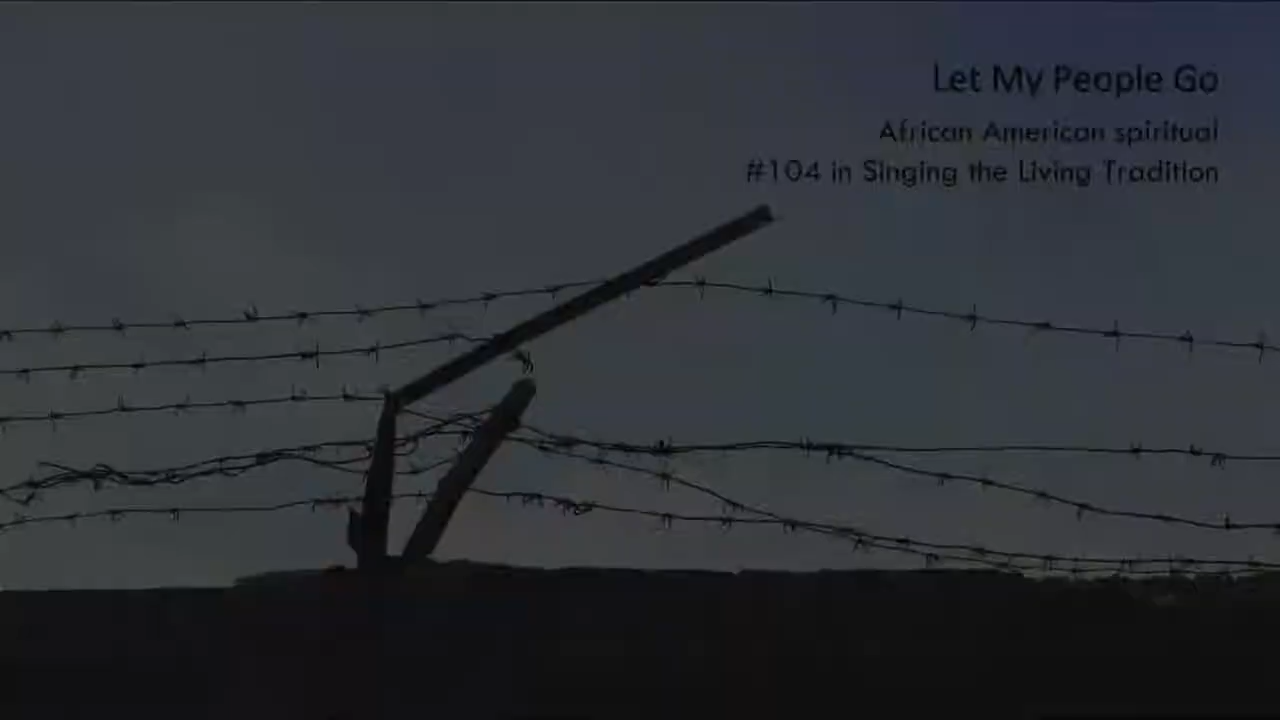 Let My People Go
African American spiritual
#104 in Singing the Living Tradition